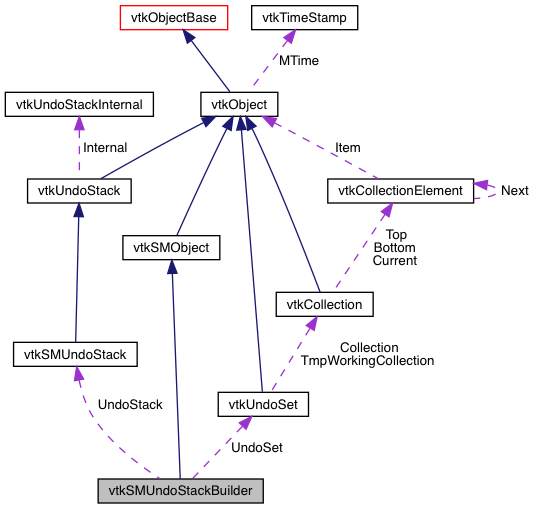 vtkObjectBase
vtkTimeStamp
MTime
vtkUndoStackInternal
vtkObject
Internal
Item
vtkUndoStack
vtkCollectionElement
Next
vtkSMObject
Top
Bottom
Current
vtkCollection
vtkSMUndoStack
Collection
TmpWorkingCollection
UndoStack
vtkUndoSet
UndoSet
vtkSMUndoStackBuilder